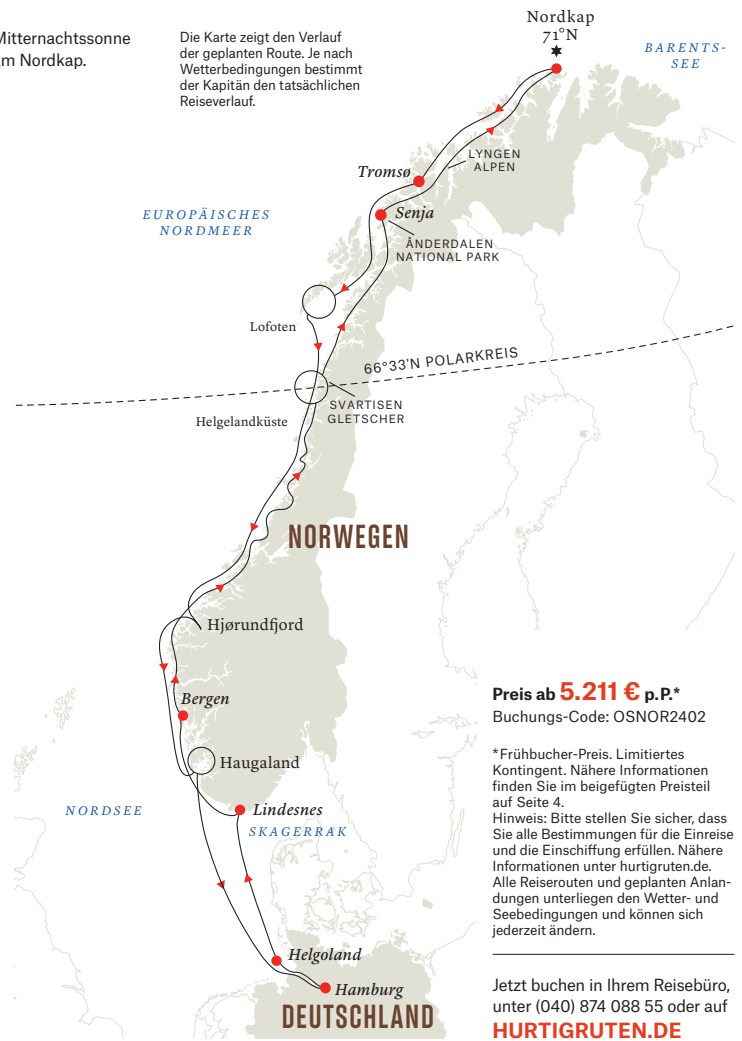 Mitternachtssonne
am Nordkap.
Die Karte zeigt den Verlauf
der geplanten Route. Je nach
Wetterbedingungen bestimmt
der Kapitän den tatsächlichen
Reiseverlauf.
Nordkap
71°N
BARENTS-
SEE
LYNGEN
ALPEN
Tromsø
Senja
EUROPÄISCHES
NORDMEER
ÅNDERDALEN
NATIONAL PARK
Lofoten
66°33'N POLARKREIS
SVARTISEN
GLETSCHER
Helgelandküste
NORWEGEN
Hjørundfjord
Bergen
Haugaland
NORDSEE
Lindesnes
SKAGERRAK
Helgoland
Hamburg
DEUTSCHLAND
Preis ab 5.211 € p.P.*
Buchungs-Code: OSNOR2402
*Frühbucher-Preis. Limitiertes
Kontingent. Nähere Informationen
finden Sie im beigefügten Preisteil
auf Seite 4.
Hinweis: Bitte stellen Sie sicher, dass
Sie alle Bestimmungen für die Einreise
und die Einschiffung erfüllen. Nähere
Informationen unter hurtigruten.de.
Alle Reiserouten und geplanten Anlan-
dungen unterliegen den Wetter- und
Seebedingungen und können sich
jederzeit ändern.
Jetzt buchen in Ihrem Reisebüro,
unter (040) 874 088 55 oder auf
HURTIGRUTEN.DE